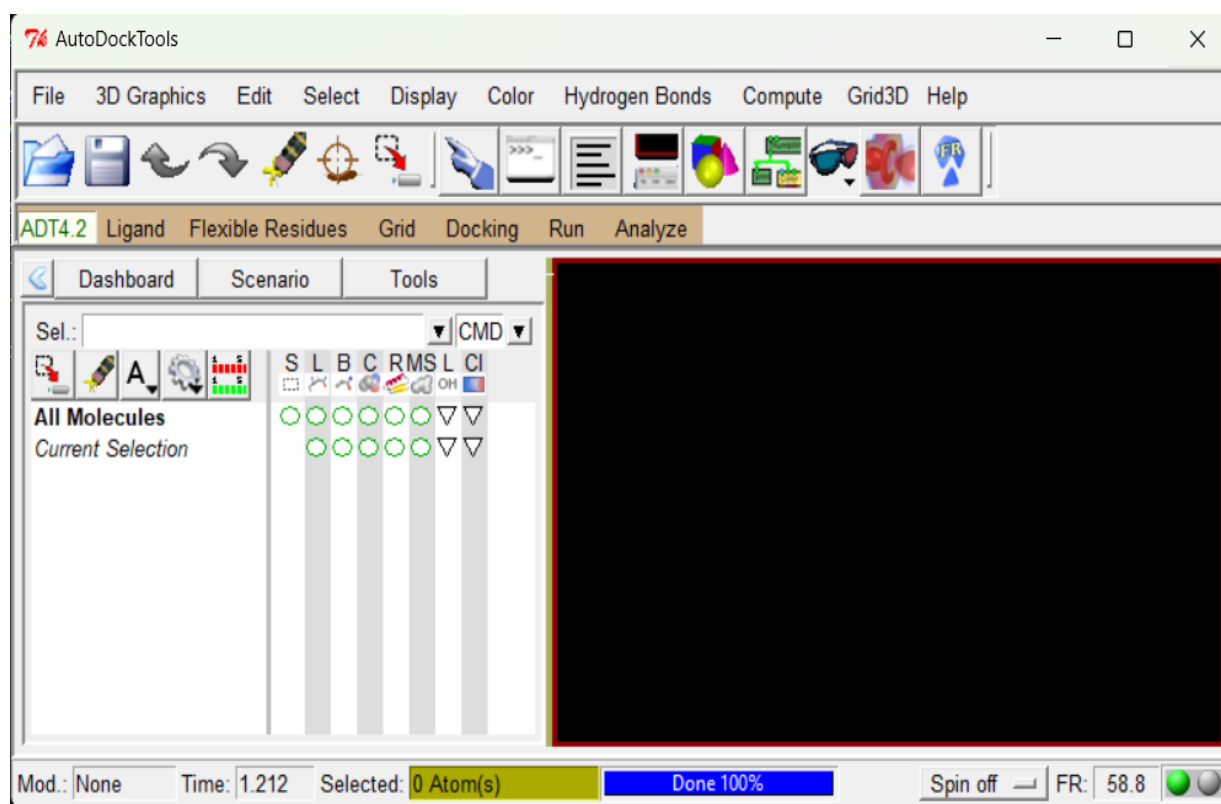 AutoDockTools
File 3D Graphics Edit Select Display Color Hydrogen Bonds Compute Grid3D Help
>>>_
ADT4.2 Ligand Flexible Residues Grid Docking Run Analyze
Dashboard Scenario Tools
Sel.: CMD
A S L B C R MS L Cl
OH
All Molecules
Current Selection
Mod.: None Time: 1.212 Selected: 0 Atom(s) Done 100% Spin off FR: 58.8